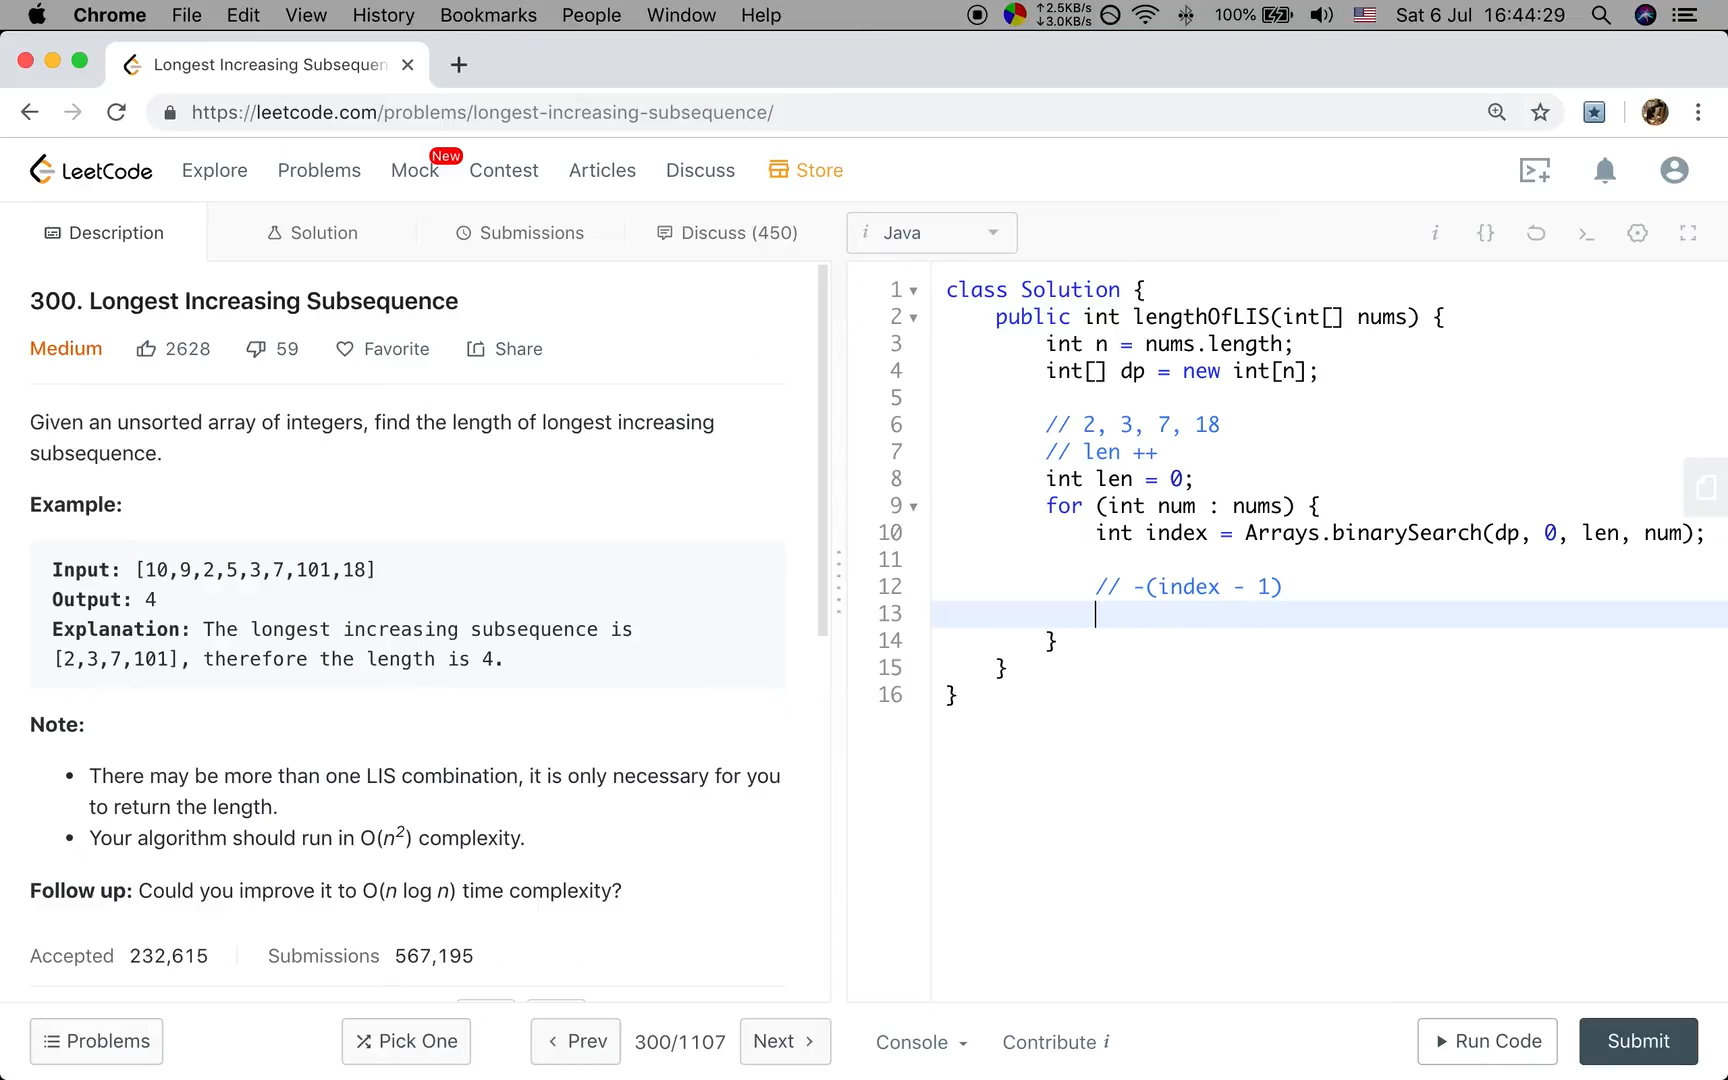 Chrome File Edit View History Bookmarks People Window Help
↑2.5KB/s
↓3.0KB/s
100%
Sat 6 Jul 16:44:29
Longest Increasing Subsequen
https://leetcode.com/problems/longest-increasing-subsequence/
LeetCode Explore Problems Mock New Contest Articles Discuss Store
Description Solution Submissions Discuss (450)
i Java
300. Longest Increasing Subsequence
Medium 2628 59 Favorite Share
Given an unsorted array of integers, find the length of longest increasing
subsequence.
Example:
Input: [10,9,2,5,3,7,101,18]
Output: 4
Explanation: The longest increasing subsequence is
[2,3,7,101], therefore the length is 4.
Note:
• There may be more than one LIS combination, it is only necessary for you
to return the length.
• Your algorithm should run in O(n2) complexity.
Follow up: Could you improve it to O(n log n) time complexity?
Accepted 232,615 Submissions 567,195
Problems Pick One Prev 300/1107 Next
1 class Solution {
2 public int lengthOfLIS(int[] nums) {
3 int n = nums.length;
4 int[] dp = new int[n];
5
6 // 2, 3, 7, 18
7 // len ++
8 int len = 0;
9 for (int num : nums) {
10 int index = Arrays.binarySearch(dp, 0, len, num);
11
12 // -(index - 1)
13
14 }
15 }
16 }
Console Contribute i Run Code Submit